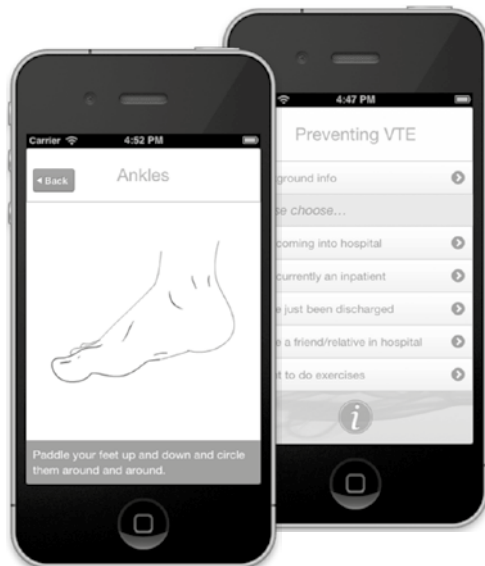 Carrier 4:52 PM
Back
Ankles
Paddle your feet up and down and circle
them around and around.
4:47 PM
Preventing VTE
ground info
se choose...
coming into hospital
currently an inpatient
e just been discharged
e a friend/relative in hospital
t to do exercises
i